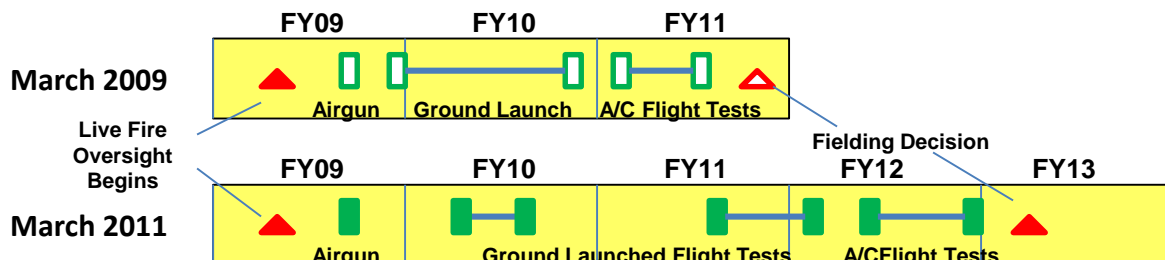 FY09 FY10 FY11
March 2009
Airgun Ground Launch A/C Flight Tests
Live Fire
Oversight
Begins
Fielding Decision
FY09 FY10 FY11 FY12 FY13
March 2011
Airgun Ground Launched Flight Tests A/CFlight Tests